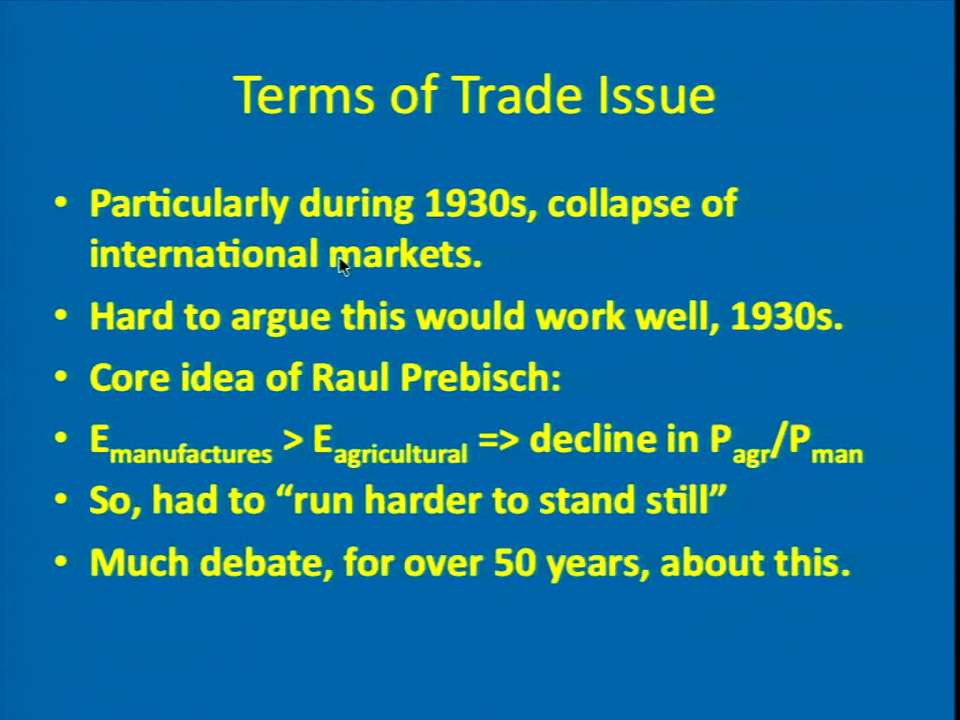 Terms of Trade Issue
• Particularly during 1930s, collapse of
international markets.
• Hard to argue this would work well, 1930s.
• Core idea of Raul Prebisch:
• Emanufactures > Eagricultural => decline in Pagr/Pman
• So, had to “run harder to stand still”
• Much debate, for over 50 years, about this.